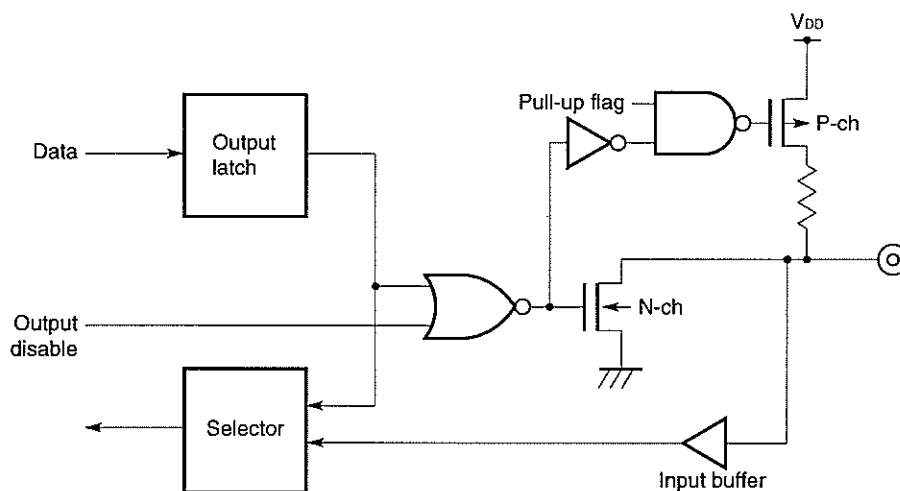 VDD
Pull-up flag
P-ch
Data
Output
latch
N-ch
Output
disable
Selector
Input buffer